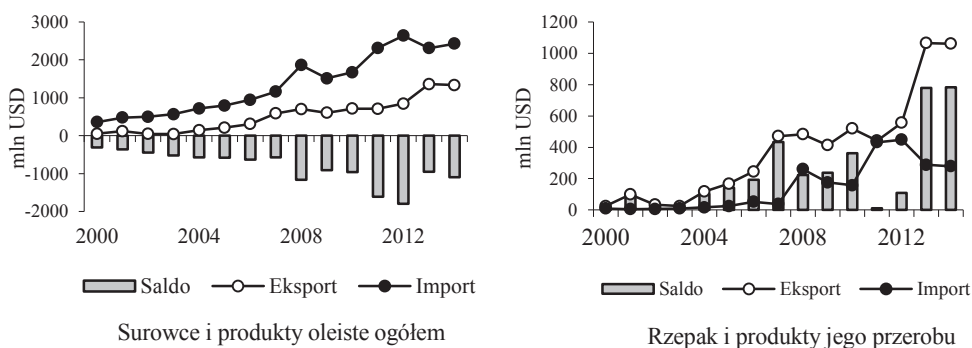 3000
2000
1000
0
-1000
-2000
mln USD
2000 2004 2008 2012
Saldo Eksport Import
Surowce i produkty oleiste ogółem
1200
1000
800
600
400
200
0
mln USD
2000 2004 2008 2012
Saldo Eksport Import
Rzepak i produkty jego przerobu